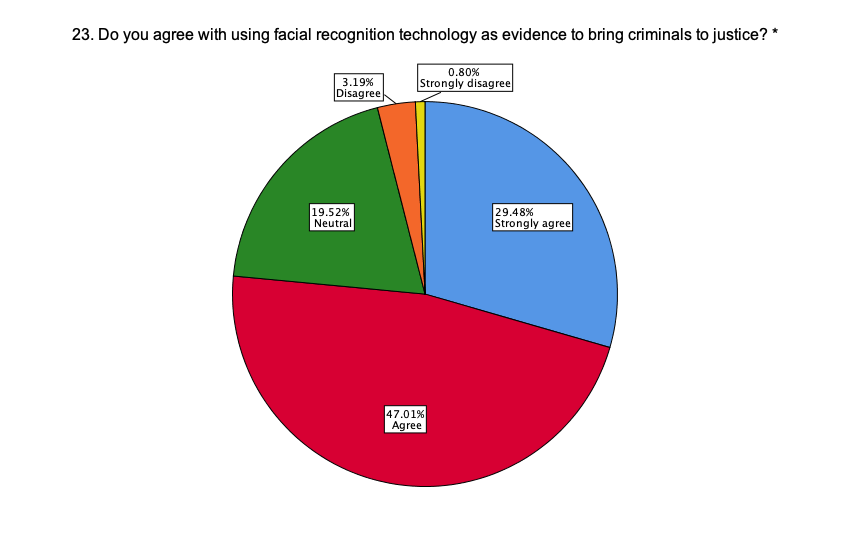 23. Do you agree with using facial recognition technology as evidence to bring criminals to justice? *
0.80%
Strongly disagree
3.19%
Disagree
19.52%
Neutral
29.48%
Strongly agree
47.01%
Agree